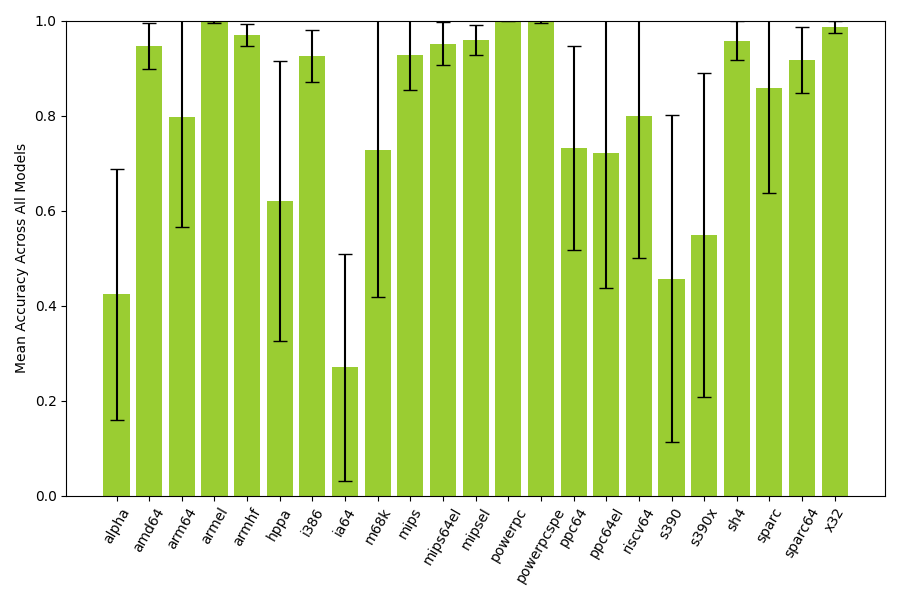 Mean Accuracy Across All Models
1.0
0.8
0.6
0.4
0.2
0.0
alpha
amd64
arm64
armel
armhf
hppa
i386
ia64
m68k
mips
mips64el
mipsel
powerpc
powerpcspe
ppc64
ppc64el
riscv64
s390
s390x
sh4
sparc
sparc64
x32